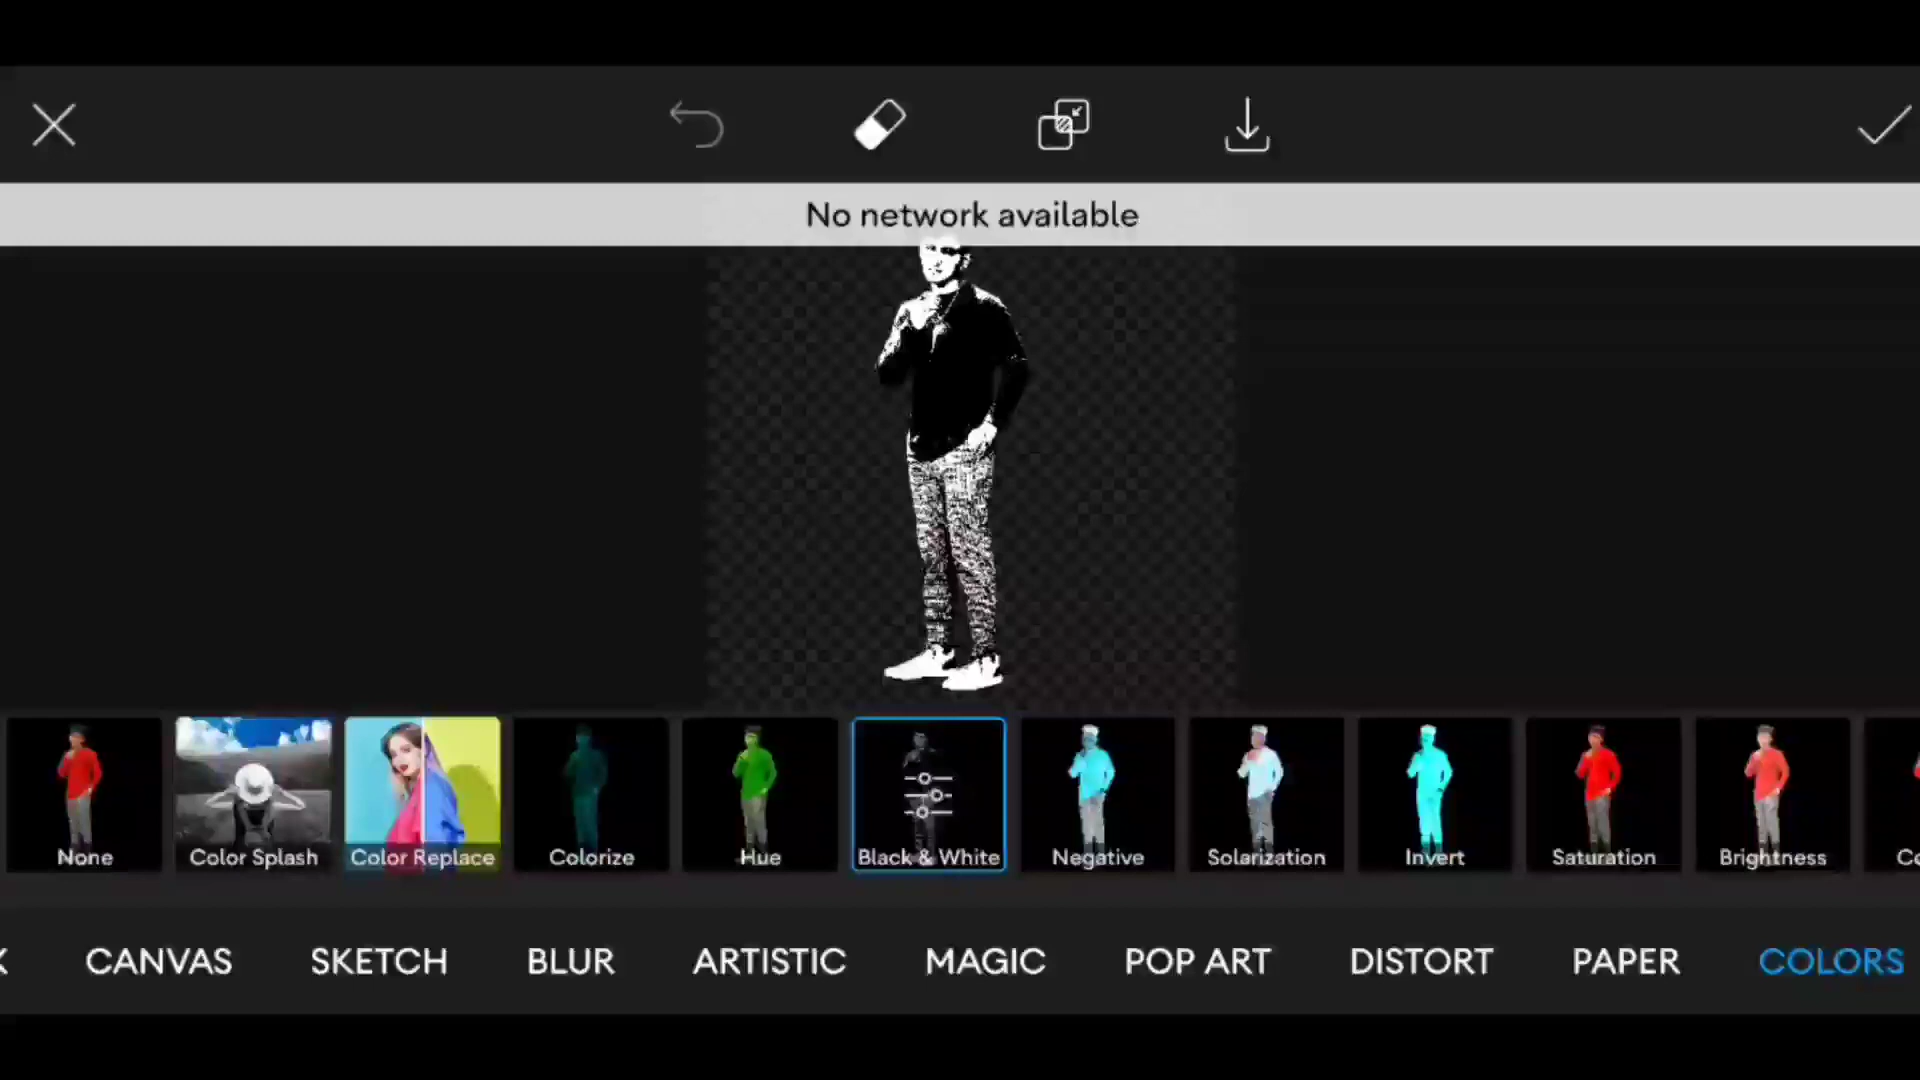 No network available
None
Color Splash
Color Replace
Colorize
Hue
Black & White
Negative
Solarization
Invert
Saturation
Brightness
CANVAS SKETCH BLUR ARTISTIC MAGIC POP ART DISTORT PAPER COLORS